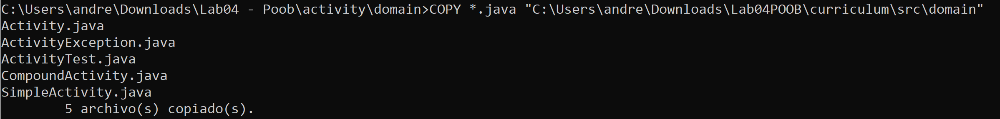 C:\Users\andre\Downloads\Lab04 - Poob\activity\domain>COPY *.java "C:\Users\andre\Downloads\Lab04POOB\curriculum\src\domain"
Activity.java
ActivityException.java
ActivityTest.java
CompoundActivity.java
SimpleActivity.java
        5 archivo(s) copiado(s).